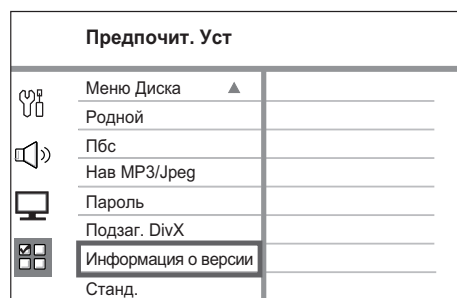 Предпочит. Уст
Меню Диска
Родной
Пбс
Нав MP3/Jpeg
Пароль
Подзаг. DivX
Информация о версии
Станд.